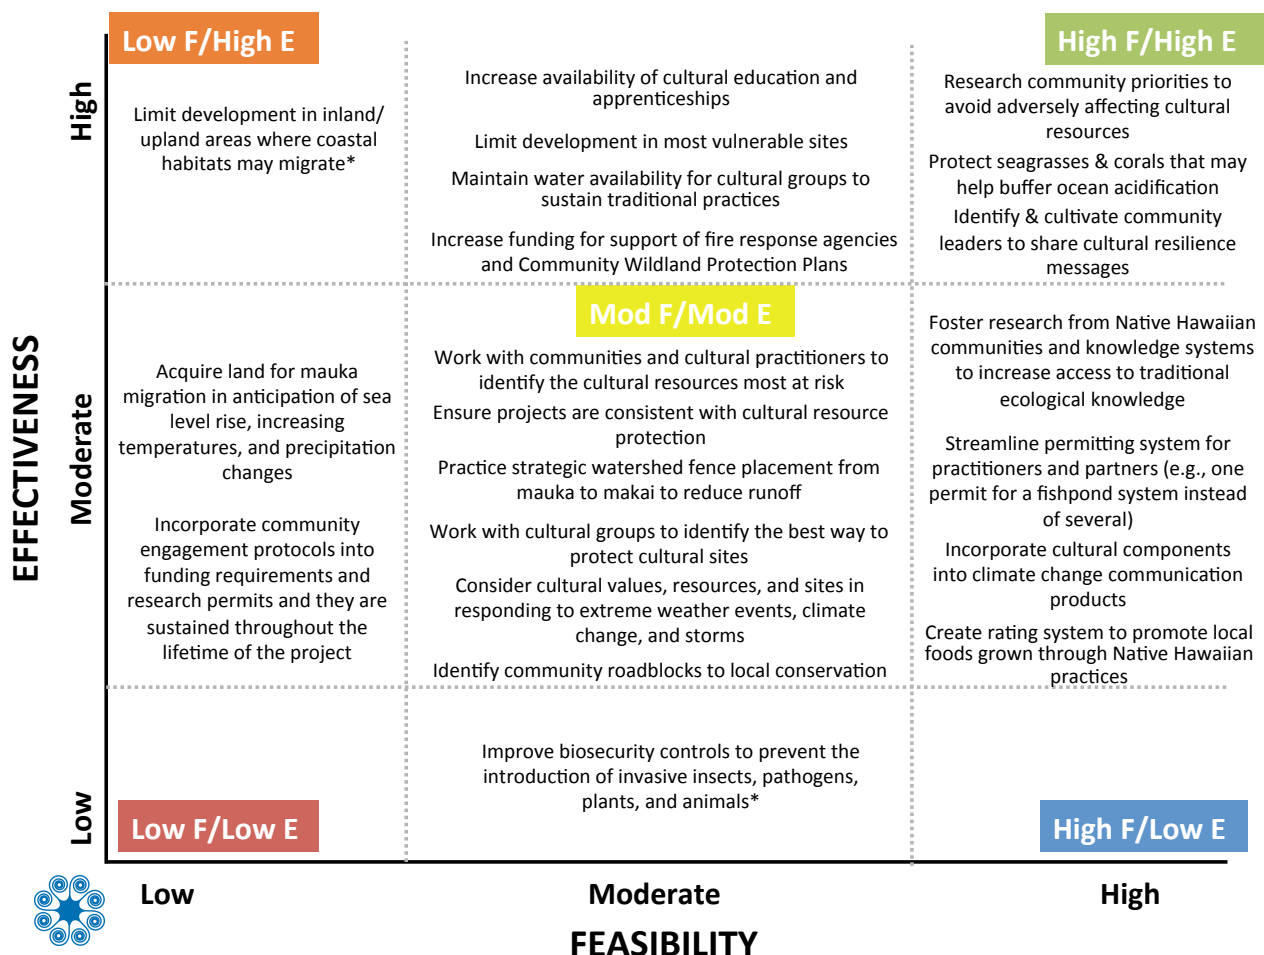 Low F/High E
High F/High E
High
Limit development in inland/
upland areas where coastal
habitats may migrate*
Increase availability of cultural education and
apprenticeships
Limit development in most vulnerable sites
Maintain water availability for cultural groups to
sustain traditional practices
Increase funding for support of fire response agencies
and Community Wildland Protection Plans
Research community priorities to
avoid adversely affecting cultural
resources
Protect seagrasses & corals that may
help buffer ocean acidification
Identify & cultivate community
leaders to share cultural resilience
messages
EFFECTIVENESS
Moderate
Acquire land for mauka
migration in anticipation of sea
level rise, increasing
temperatures, and precipitation
changes
Incorporate community
engagement protocols into
funding requirements and
research permits and they are
sustained throughout the
lifetime of the project
Mod F/Mod E
Work with communities and cultural practitioners to
identify the cultural resources most at risk
Ensure projects are consistent with cultural resource
protection
Practice strategic watershed fence placement from
mauka to makai to reduce runoff
Work with cultural groups to identify the best way to
protect cultural sites
Consider cultural values, resources, and sites in
responding to extreme weather events, climate
change, and storms
Identify community roadblocks to local conservation
Foster research from Native Hawaiian
communities and knowledge systems
to increase access to traditional
ecological knowledge
Streamline permitting system for
practitioners and partners (e.g., one
permit for a fishpond system instead
of several)
Incorporate cultural components
into climate change communication
products
Create rating system to promote local
foods grown through Native Hawaiian
practices
Low
Low F/Low E
Improve biosecurity controls to prevent the
introduction of invasive insects, pathogens,
plants, and animals*
High F/Low E
Low
Moderate
High
FEASIBILITY